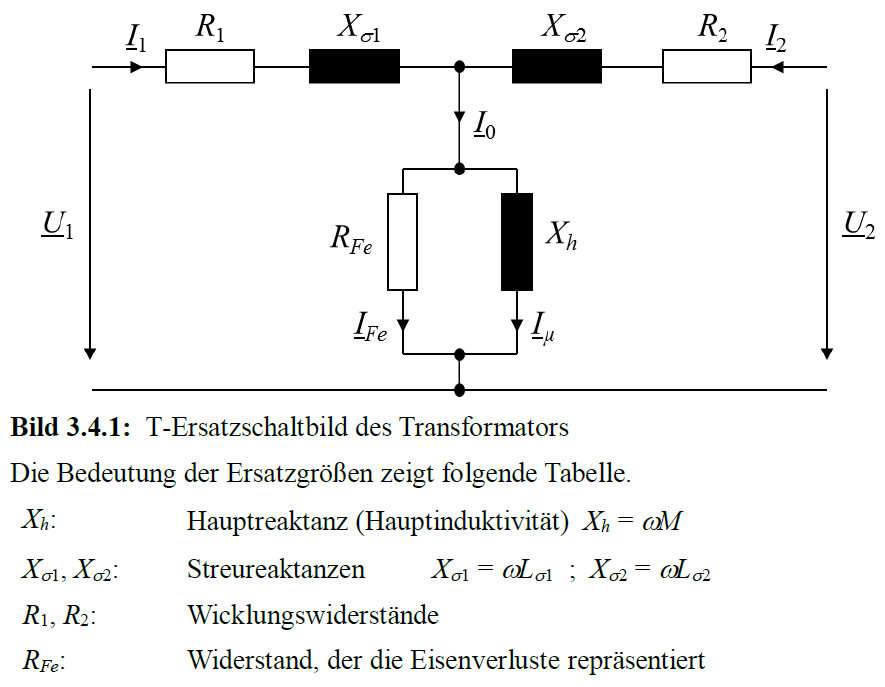 I1 R1 Xσ1 Xσ2 R2 I2
I0
U1 RFe Xh U2
IFe Iμ
Bild 3.4.1: T-Ersatzschaltbild des Transformators
Die Bedeutung der Ersatzgrößen zeigt folgende Tabelle.
Xh: Hauptreaktanz (Hauptinduktivität) Xh = ωM
Xσ1, Xσ2: Streureaktanzen Xσ1 = ωLσ1 ; Xσ2 = ωLσ2
R1, R2: Wicklungswiderstände
RFe: Widerstand, der die Eisenverluste repräsentiert